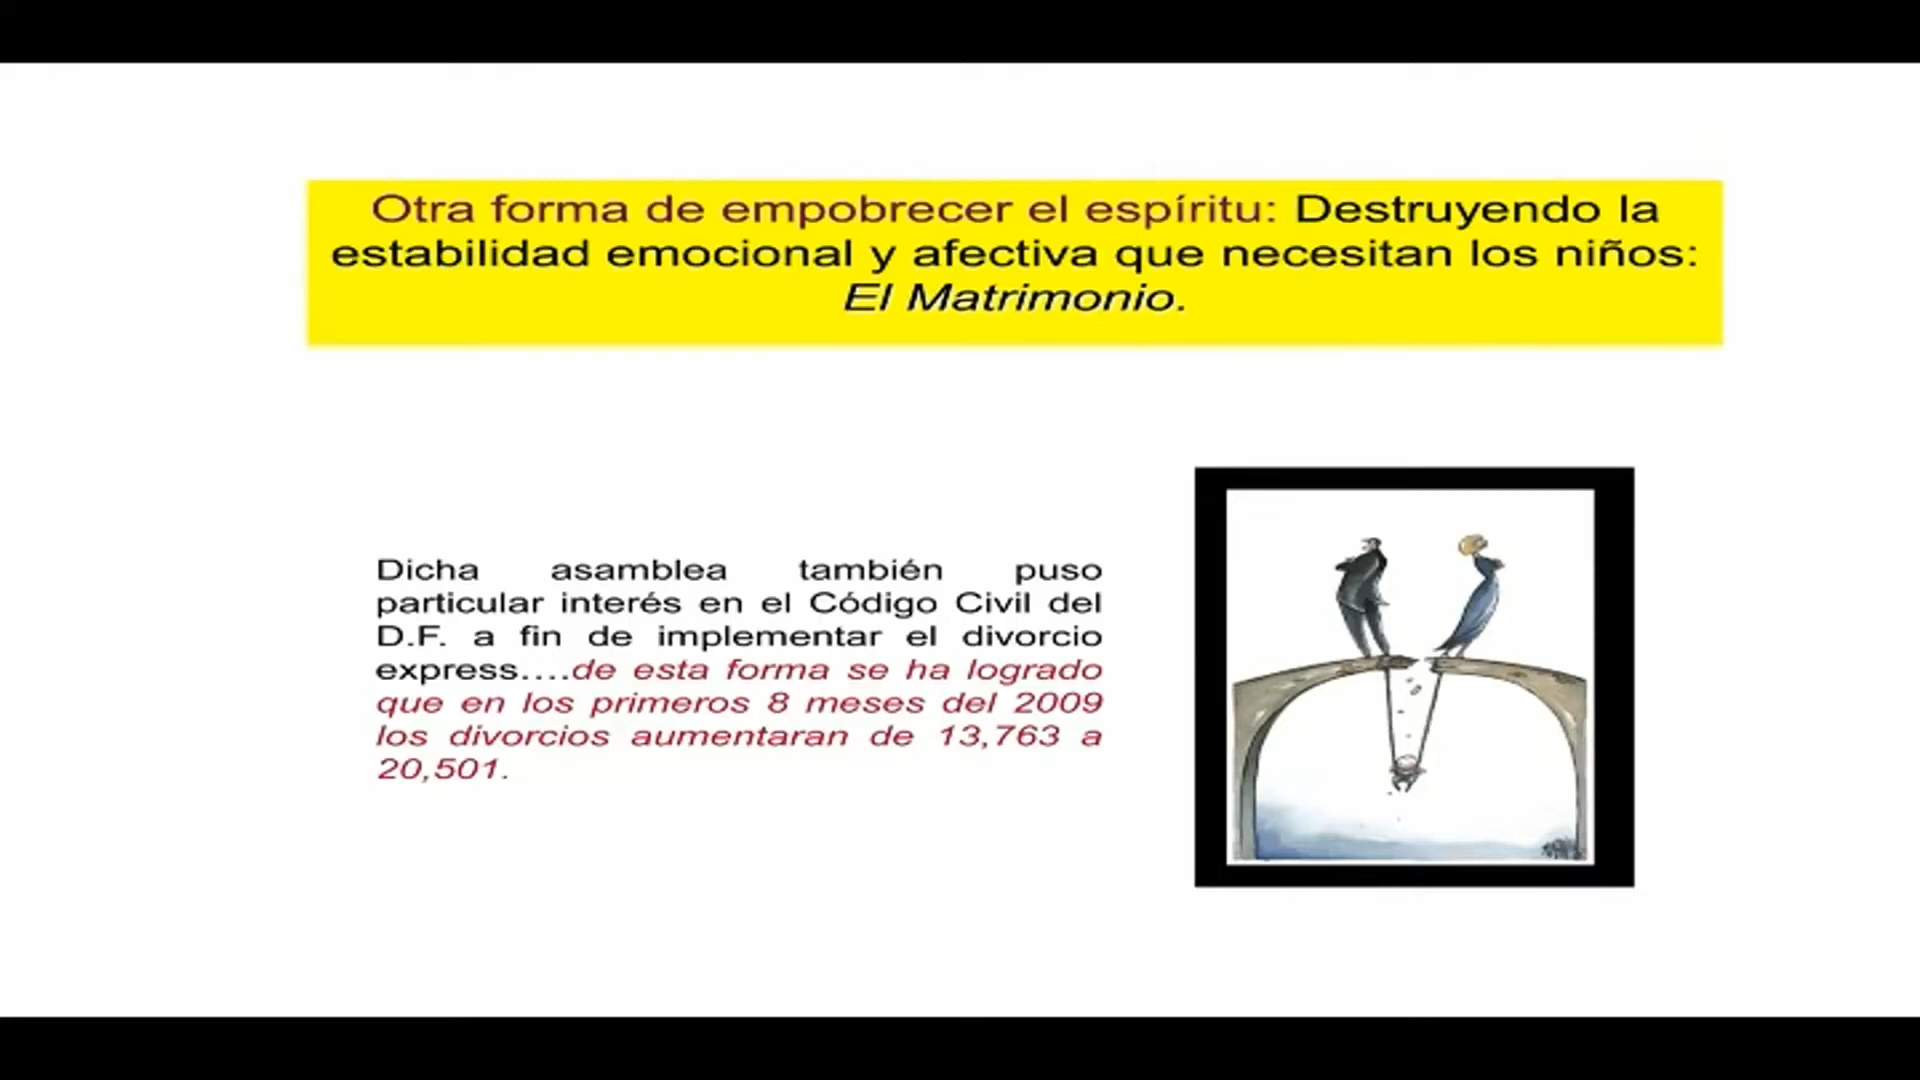 Otra forma de empobrecer el espíritu: Destruyendo la
estabilidad emocional y afectiva que necesitan los niños:
El Matrimonio.
Dicha asamblea también puso
particular interés en el Código Civil del
D.F. a fin de implementar el divorcio
express....de esta forma se ha logrado
que en los primeros 8 meses del 2009
los divorcios aumentaran de 13,763 a
20,501.